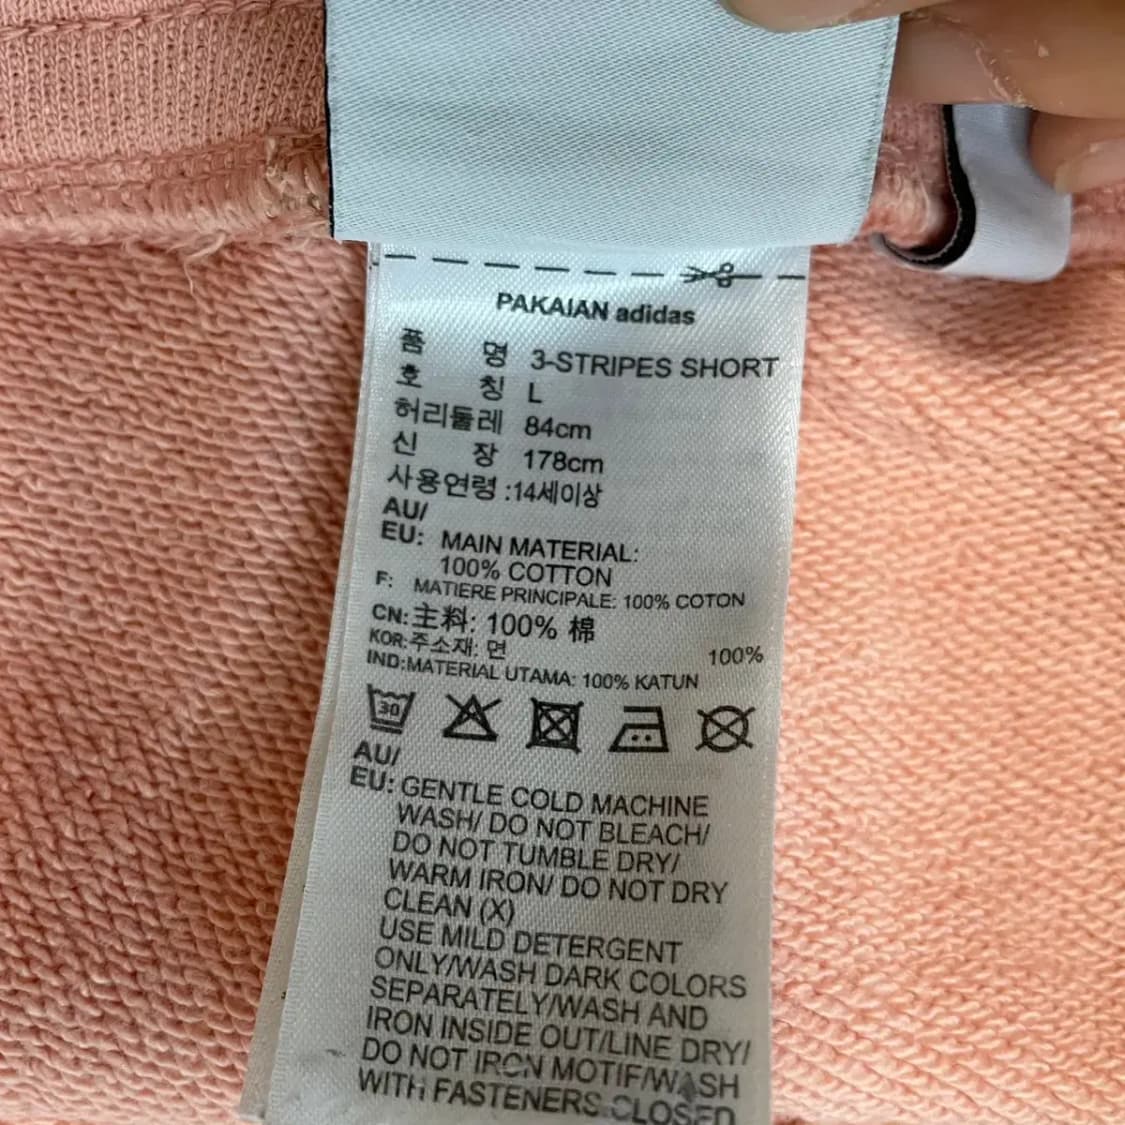 PAKAIAN adidas
품 명 3-STRIPES SHORT
호 칭 L
허리둘레 84cm
신 장 178cm
사용연령 :14세이상
AU/
EU: MAIN MATERIAL:
100% COTTON
F: MATIERE PRINCIPALE: 100% COTON
CN:主料: 100% 棉
KOR:주소재: 면 100%
IND:MATERIAL UTAMA: 100% KATUN
30
AU/
EU: GENTLE COLD MACHINE
WASH/ DO NOT BLEACH/
DO NOT TUMBLE DRY/
WARM IRON/ DO NOT DRY
CLEAN (X)
USE MILD DETERGENT
ONLY/WASH DARK COLORS
SEPARATELY/WASH AND
IRON INSIDE OUT/LINE DRY/
DO NOT IRON MOTIF/WASH
WITH FASTENERS CLOSED